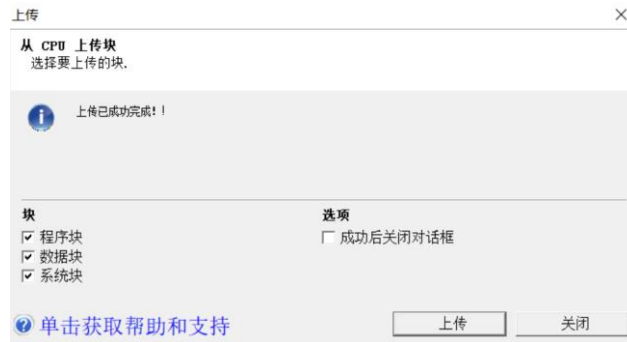 上传
从 CPU 上传块
选择要上传的块.
上传已成功完成!!
块
选项
程序块
成功后关闭对话框
数据块
系统块
单击获取帮助和支持
上传
关闭